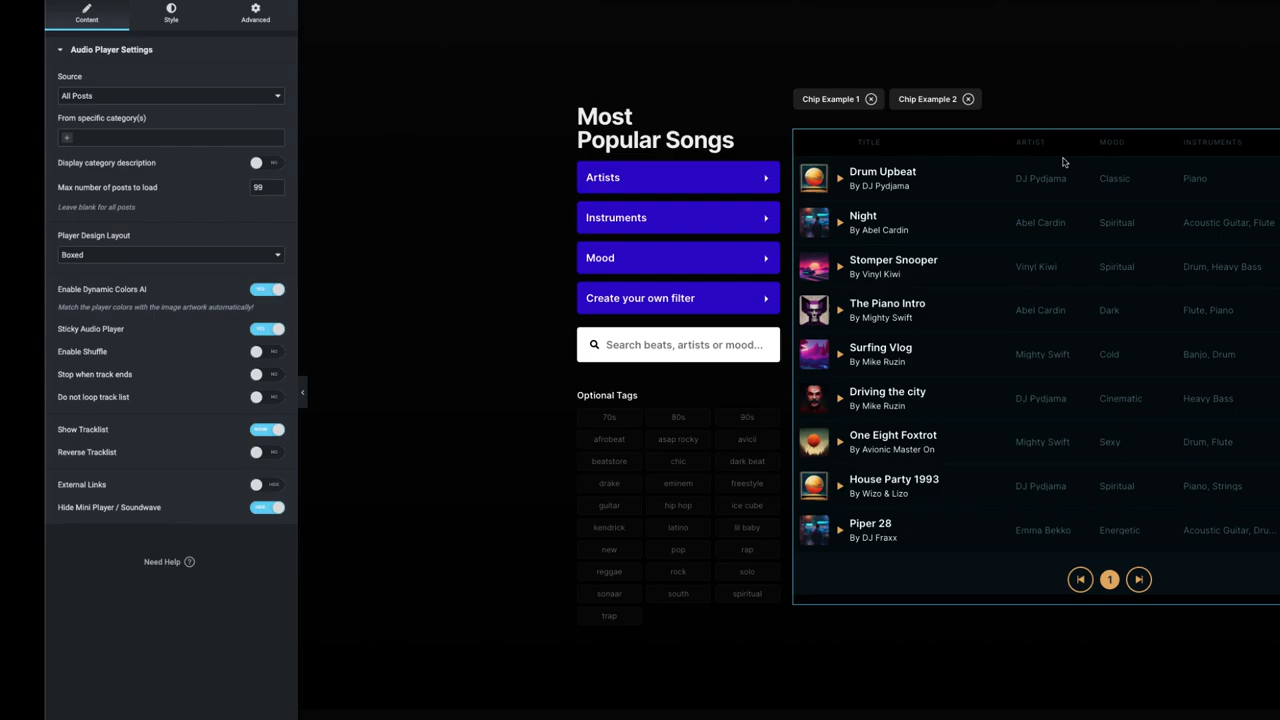 Content
Style
Advanced
Audio Player Settings
Source
All Posts
From specific category(s)
+
Display category description
NO
Max number of posts to load
99
Leave blank for all posts
Player Design Layout
Boxed
Enable Dynamic Colors AI
YES
Match the player colors with the image artwork automatically!
Sticky Audio Player
YES
Enable Shuffle
NO
Stop when track ends
NO
Do not loop track list
NO
Show Tracklist
SHOW
Reverse Tracklist
NO
External Links
HIDE
Hide Mini Player / Soundwave
HIDE
Need Help ?
Most
Popular Songs
Artists
Instruments
Mood
Create your own filter
Search beats, artists or mood...
Optional Tags
70s 80s 90s
afrobeat asap rocky avicii
beatstore chic dark beat
drake eminem freestyle
guitar hip hop ice cube
kendrick latino lil baby
new pop rap
reggae rock solo
sonaar south spiritual
trap
Chip Example 1 Chip Example 2
TITLE ARTIST MOOD INSTRUMENTS
Drum Upbeat
By DJ Pydjama
DJ Pydjama Classic Piano
Night
By Abel Cardin
Abel Cardin Spiritual Acoustic Guitar, Flute
Stomper Snooper
By Vinyl Kiwi
Vinyl Kiwi Spiritual Drum, Heavy Bass
The Piano Intro
By Mighty Swift
Abel Cardin Dark Flute, Piano
Surfing Vlog
By Mike Ruzin
Mighty Swift Cold Banjo, Drum
Driving the city
By Mike Ruzin
DJ Pydjama Cinematic Heavy Bass
One Eight Foxtrot
By Avionic Master On
Mighty Swift Sexy Drum, Flute
House Party 1993
By Wizo & Lizo
DJ Pydjama Spiritual Piano, Strings
Piper 28
By DJ Fraxx
Emma Bekko Energetic Acoustic Guitar, Dru...
1